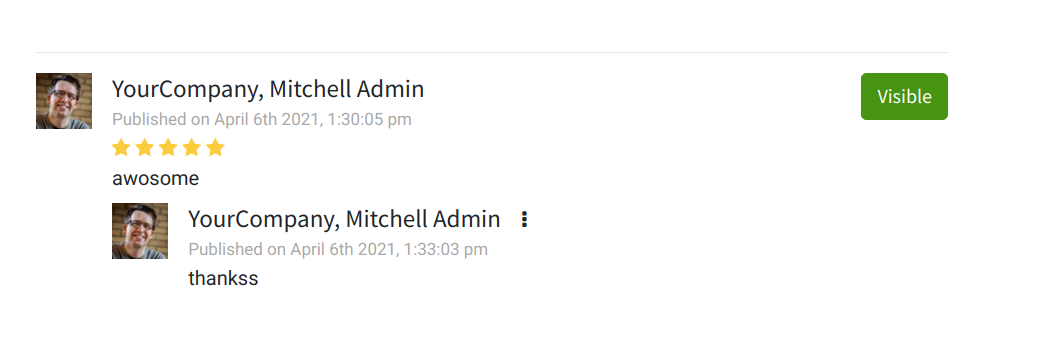 YourCompany, Mitchell Admin
Visible
Published on April 6th 2021, 1:30:05 pm
awosome
YourCompany, Mitchell Admin
Published on April 6th 2021, 1:33:03 pm
thankss